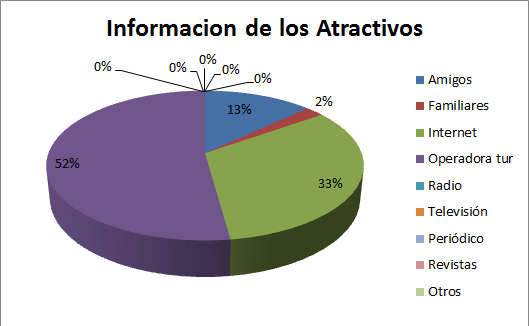 Informacion de los Atractivos
0%
0%
0%
0%
0%
13%
2%
33%
52%
Amigos
Familiares
Internet
Operadora tur
Radio
Televisión
Periódico
Revistas
Otros